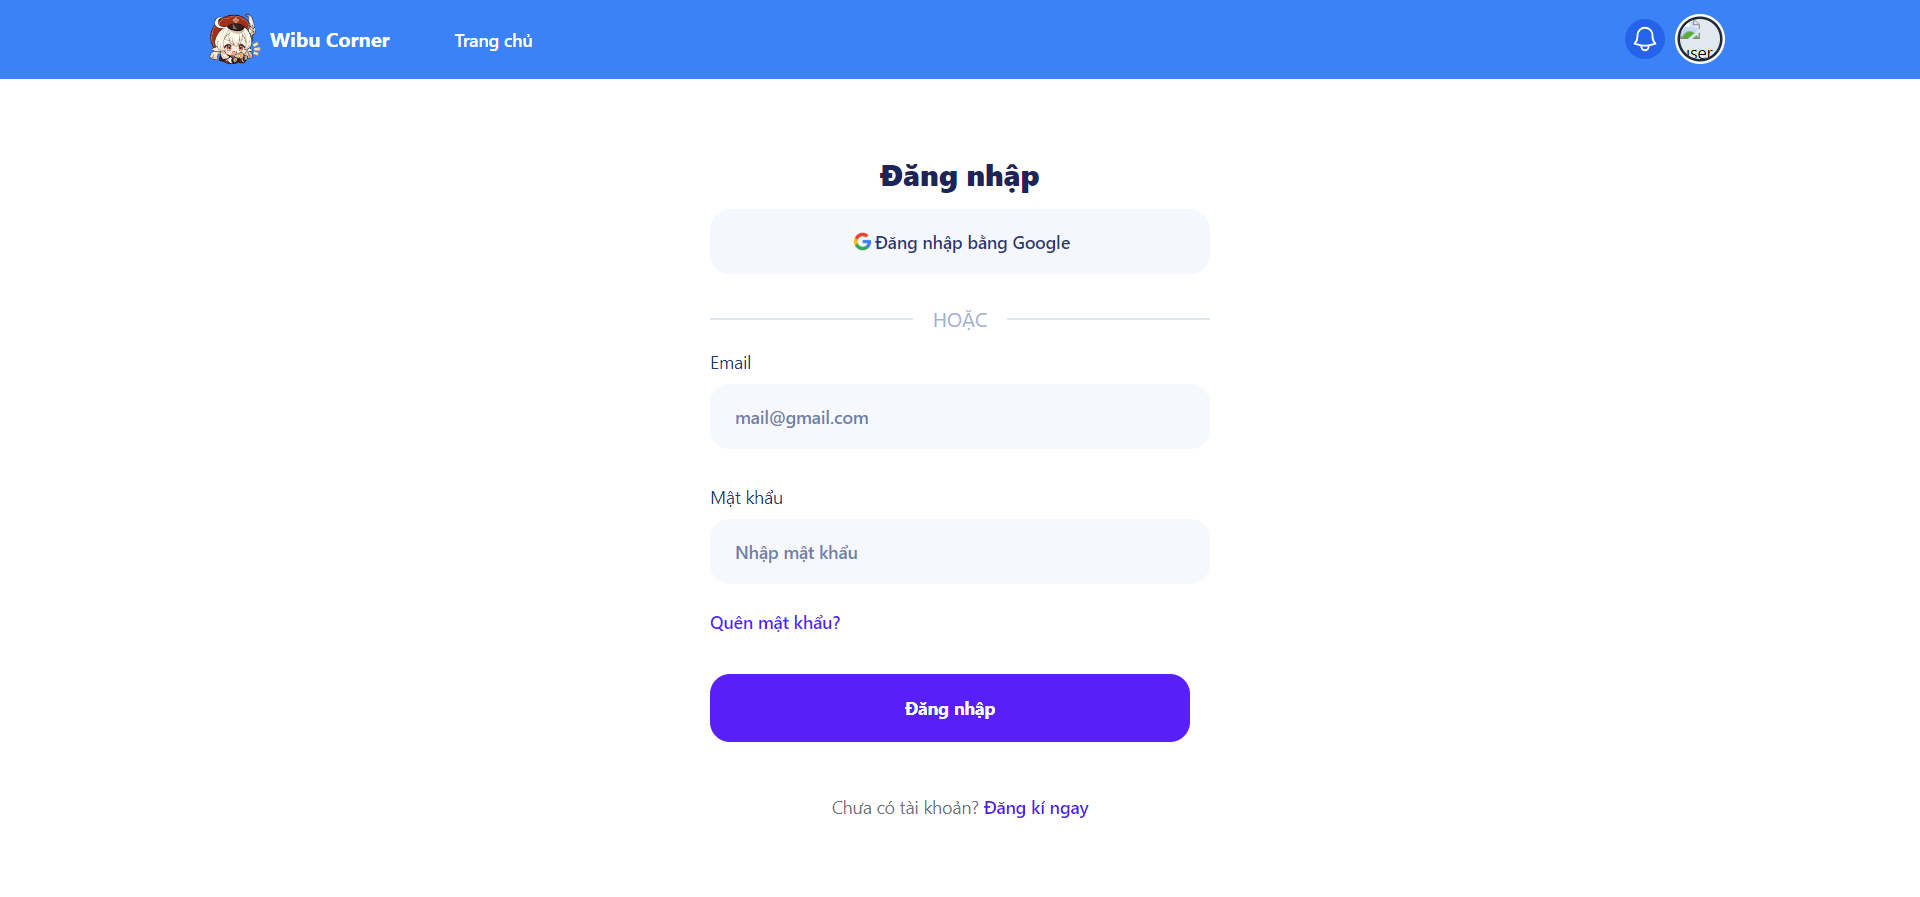 Wibu Corner
Trang chủ
user
Đăng nhập
Đăng nhập bằng Google
HOẶC
Email
mail@gmail.com
Mật khẩu
Nhập mật khẩu
Quên mật khẩu?
Đăng nhập
Chưa có tài khoản? Đăng kí ngay